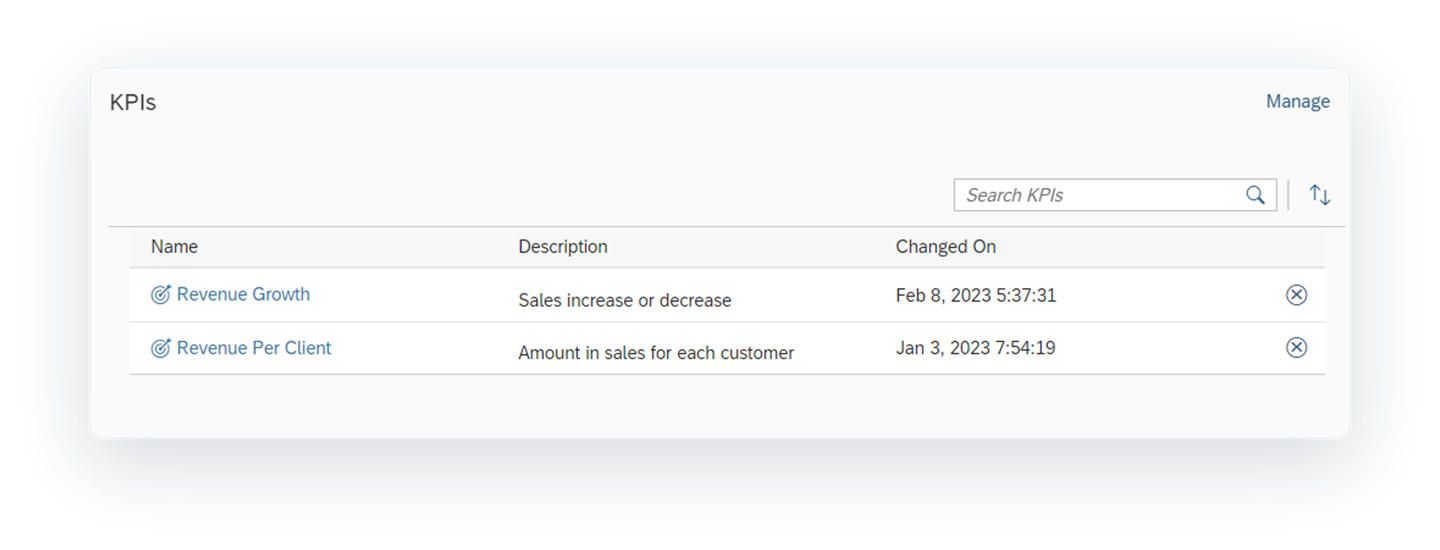 KPIs
Manage
Search KPIs
Name Description Changed On
Revenue Growth Sales increase or decrease Feb 8, 2023 5:37:31
Revenue Per Client Amount in sales for each customer Jan 3, 2023 7:54:19